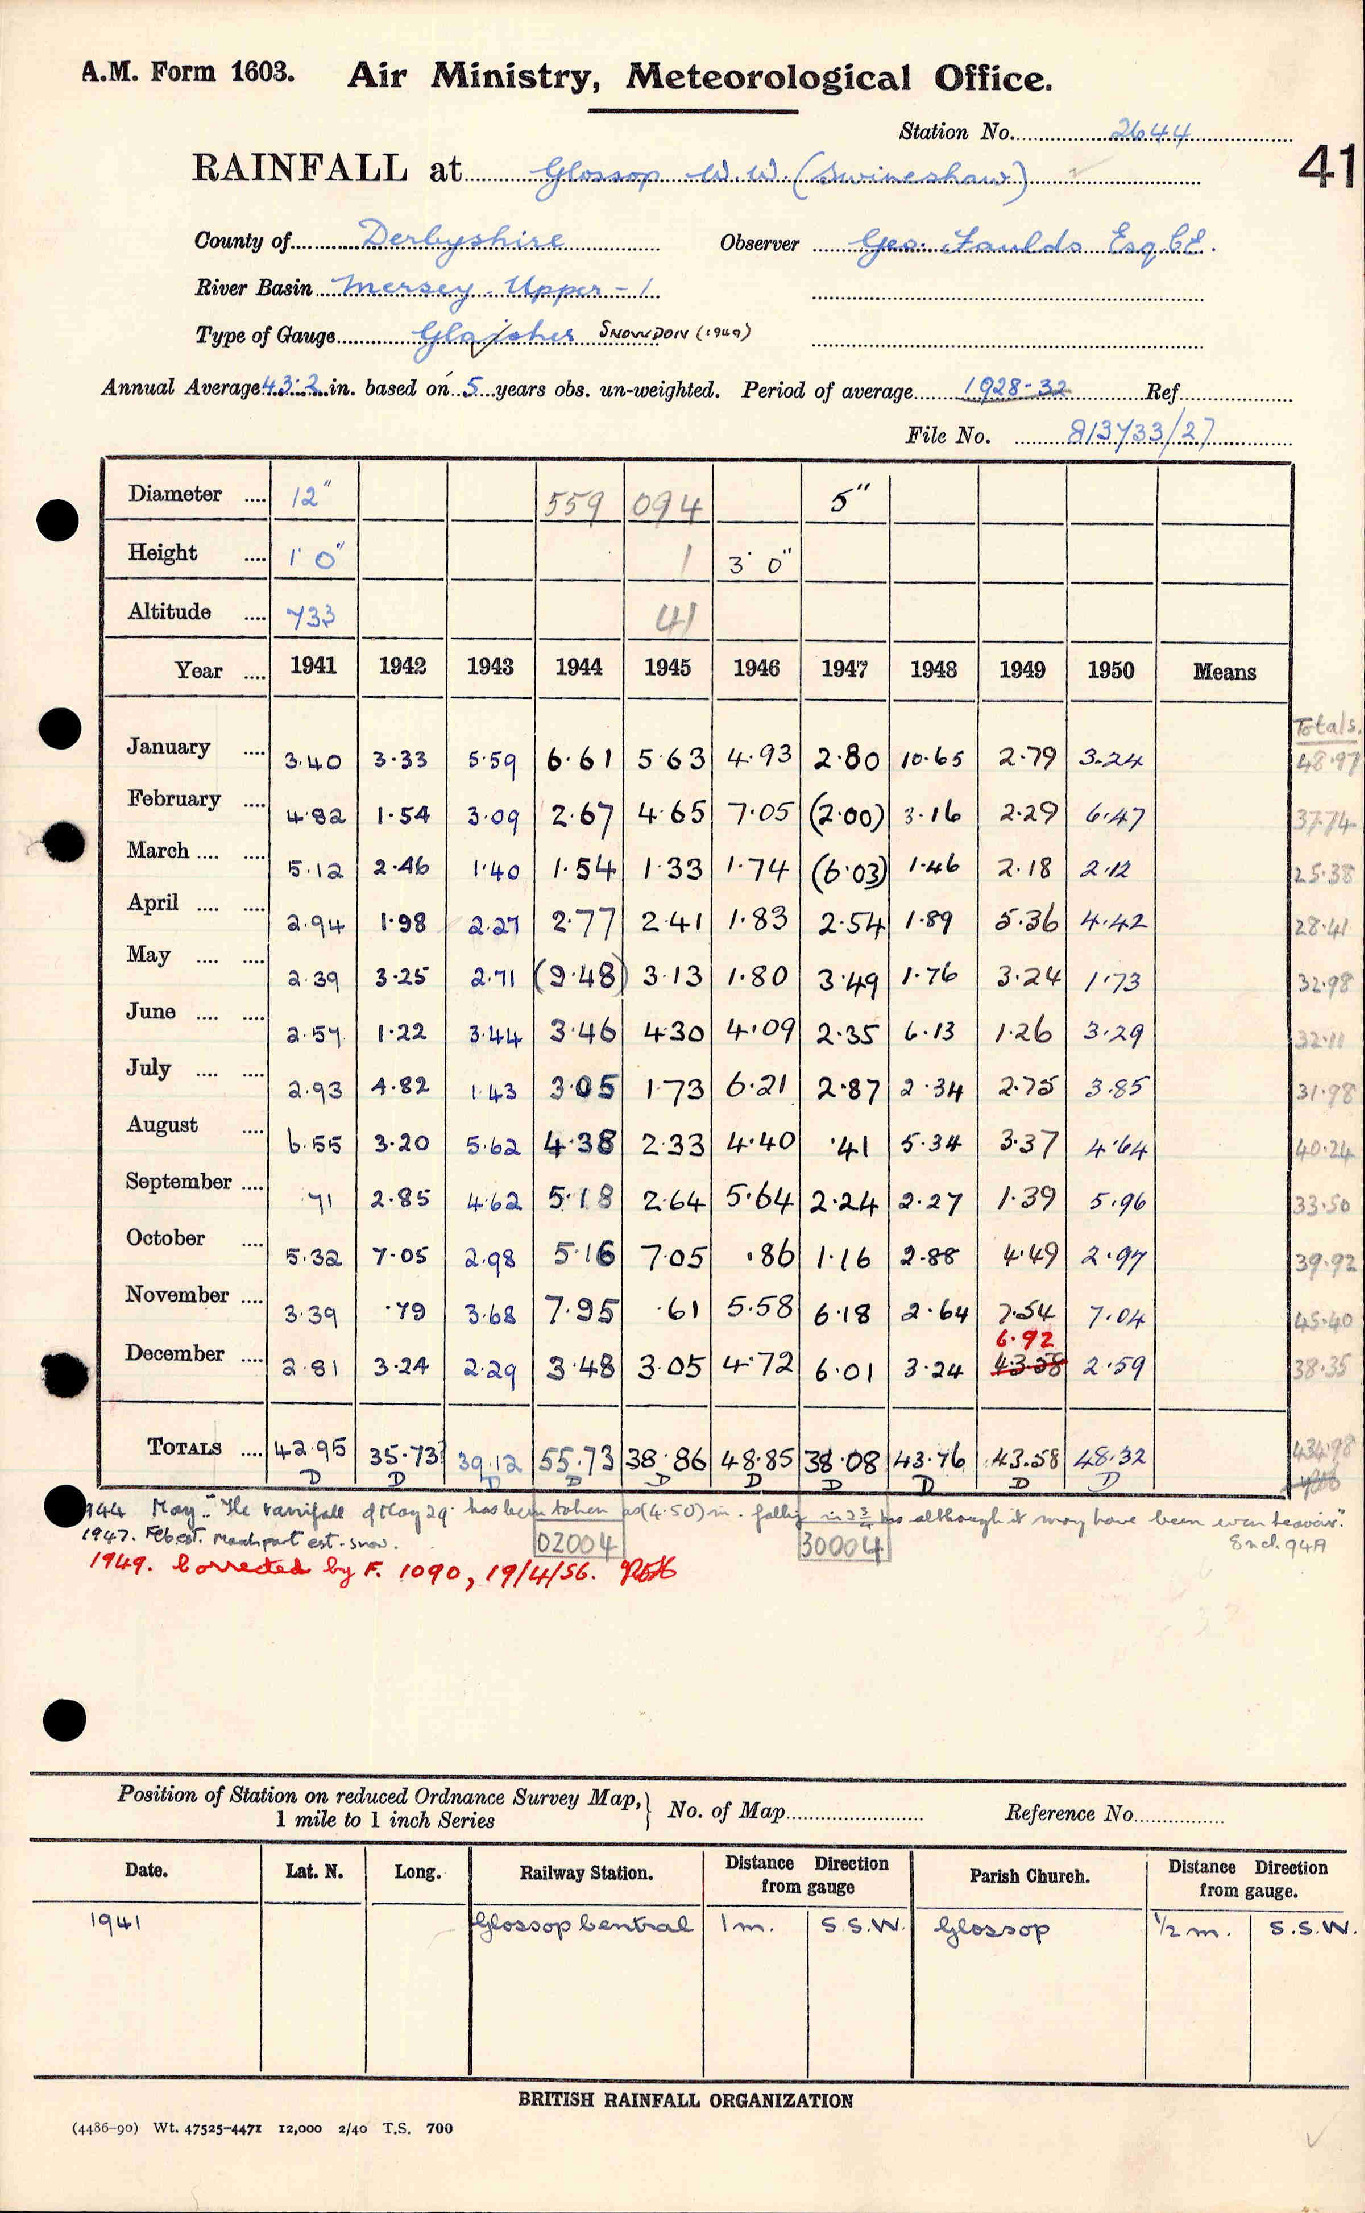 A.M. Form 1603. Air Ministry, Meteorological Office.
Station No. 2644
41
RAINFALL at Glossop W.W. (Swineshaw)
County of Derbyshire Observer Geo. Faulds Esq. C.E.
River Basin Mersey. Upper - 1
Type of Gauge Glaisher SNOWDON (1949)
Annual Average 43.2 in. based on 5 years obs. un-weighted. Period of average 1928-32 Ref.
File No. 813733/27
Diameter 12" 559 094 5"
Height 1' 0" 1 3' 0"
Altitude 733 41
Year 1941 1942 1943 1944 1945 1946 1947 1948 1949 1950 Means
Totals.
January 3.40 3.33 5.59 6.61 5.63 4.93 2.80 10.65 2.79 3.24 48.97
February 4.82 1.54 3.09 2.67 4.65 7.05 (2.00) 3.16 2.29 6.47 37.74
March 5.12 2.46 1.40 1.54 1.33 1.74 (6.03) 1.46 2.18 2.12 25.38
April 2.94 1.98 2.27 2.77 2.41 1.83 2.54 1.89 5.36 4.42 28.41
May 2.39 3.25 2.71 (9.48) 3.13 1.80 3.49 1.76 3.24 1.73 32.98
June 2.57 1.22 3.44 3.46 4.30 4.09 2.35 6.13 1.26 3.29 32.11
July 2.93 4.82 1.43 3.05 1.73 6.21 2.87 2.34 2.75 3.85 31.98
August 6.55 3.20 5.62 4.38 2.33 4.40 .41 5.34 3.37 4.64 40.24
September .71 2.85 4.62 5.18 2.64 5.64 2.24 2.27 1.39 5.96 33.50
October 5.32 7.05 2.98 5.16 7.05 .86 1.16 2.88 4.49 2.97 39.92
November 3.39 .79 3.68 7.95 .61 5.58 6.18 2.64 7.54 7.04 45.40
6.92
December 2.81 3.24 2.29 3.48 3.05 4.72 6.01 3.24 43.58 2.59 38.35
TOTALS 42.95 35.73 39.12 55.73 38.86 48.85 38.08 43.76 43.58 48.32 434.98
D D D D D D D D D D
1944 May. "The rainfall of May 29 has been taken as (4.50) in. falling in 2 3/4 hrs although it may have been even heavier."
1947. Feb est. March part est. - snow. 02004 30004 Encl 94A
1949. Corrected by F. 1090, 19/4/56.
Position of Station on reduced Ordnance Survey Map, 1 mile to 1 inch Series } No. of Map Reference No.
Date. Lat. N. Long. Railway Station. Distance Direction from gauge Parish Church. Distance Direction from gauge.
1941 Glossop Central 1 m. S.S.W. Glossop 1/2 m. S.S.W.
BRITISH RAINFALL ORGANIZATION
(4486-90) Wt. 47525-4471 12,000 2/40 T.S. 700